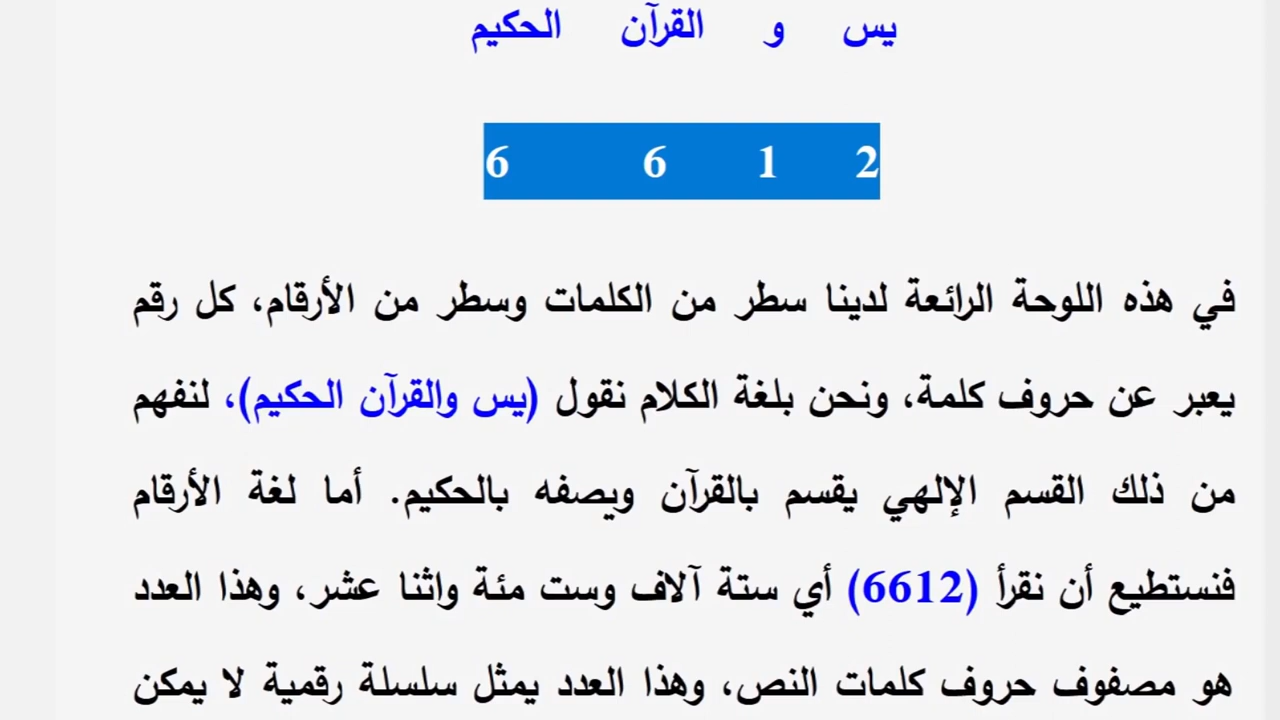 يس و القرآن الحكيم
2 1 6 6
في هذه اللوحة الرائعة لدينا سطر من الكلمات وسطر من الأرقام، كل رقم
يعبر عن حروف كلمة، ونحن بلغة الكلام نقول (يس والقرآن الحكيم)، لنفهم
من ذلك القسم الإلهي يقسم بالقرآن ويصفه بالحكيم. أما لغة الأرقام
فنستطيع أن نقرأ (6612) أي ستة آلاف وست مئة واثنا عشر، وهذا العدد
هو مصفوف حروف كلمات النص، وهذا العدد يمثل سلسلة رقمية لا يمكن